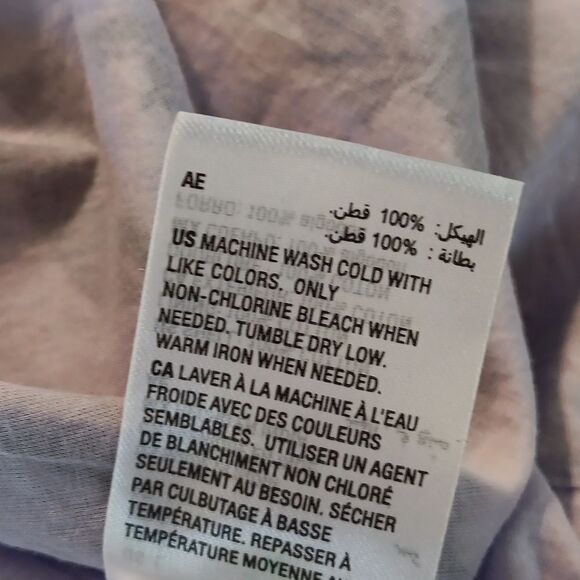 AE
الهيكل: 100% قطن.
بطانة : 100% قطن.
US MACHINE WASH COLD WITH
LIKE COLORS. ONLY
NON-CHLORINE BLEACH WHEN
NEEDED. TUMBLE DRY LOW.
WARM IRON WHEN NEEDED.
CA LAVER À LA MACHINE À L'EAU
FROIDE AVEC DES COULEURS
SEMBLABLES. UTILISER UN AGENT
DE BLANCHIMENT NON CHLORÉ
SEULEMENT AU BESOIN. SÉCHER
PAR CULBUTAGE À BASSE
TEMPÉRATURE. REPASSER À
TEMPÉRATURE MOYENNE